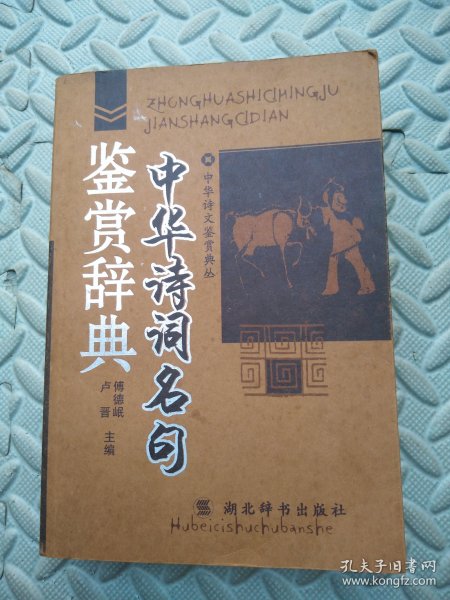 ZHONGHUASHICIMINGJU
JIANSHANGCIDIAN
中华诗文鉴赏典丛
中华诗词名句
鉴赏辞典
傅德岷
卢晋 主编
湖北辞书出版社
Hubeicishuchubanshe
孔夫子旧书网
www.kongfz.com